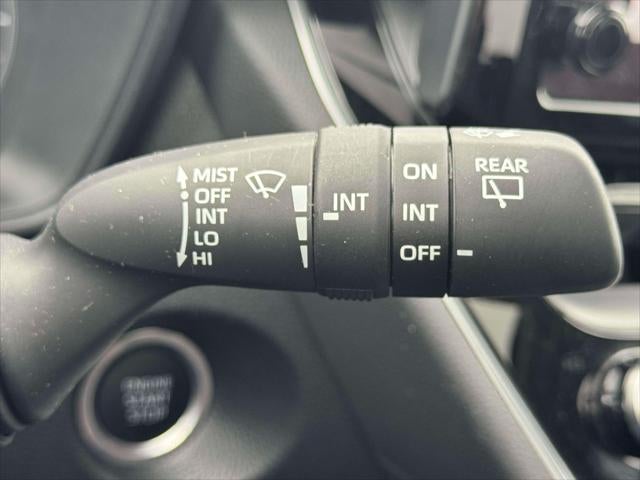 MIST
OFF
INT
LO
HI
INT
ON
INT
OFF
REAR
ENGINE
START
STOP